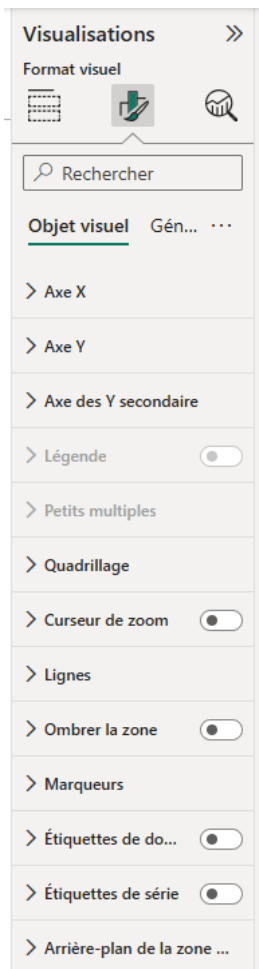 Visualisations
Format visuel
Rechercher
Objet visuel Gén... ...
Axe X
Axe Y
Axe des Y secondaire
Légende
Petits multiples
Quadrillage
Curseur de zoom
Lignes
Ombrer la zone
Marqueurs
Étiquettes de do...
Étiquettes de série
Arrière-plan de la zone ...